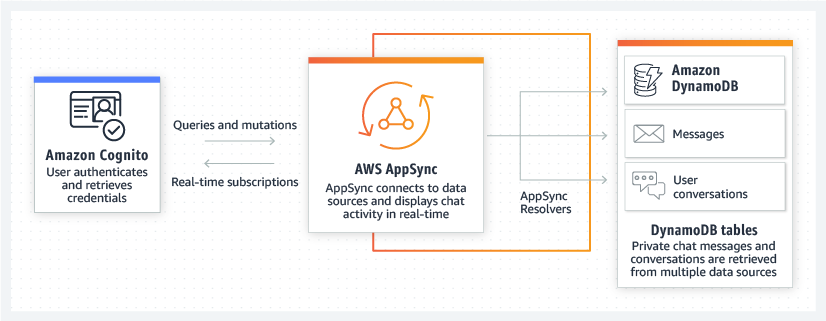 Amazon Cognito
User authenticates
and retrieves
credentials
Queries and mutations
Real-time subscriptions
AWS AppSync
AppSync connects to data
sources and displays chat
activity in real-time
AppSync
Resolvers
Amazon
DynamoDB
Messages
User
conversations
DynamoDB tables
Private chat messages and
conversations are retrieved
from multiple data sources